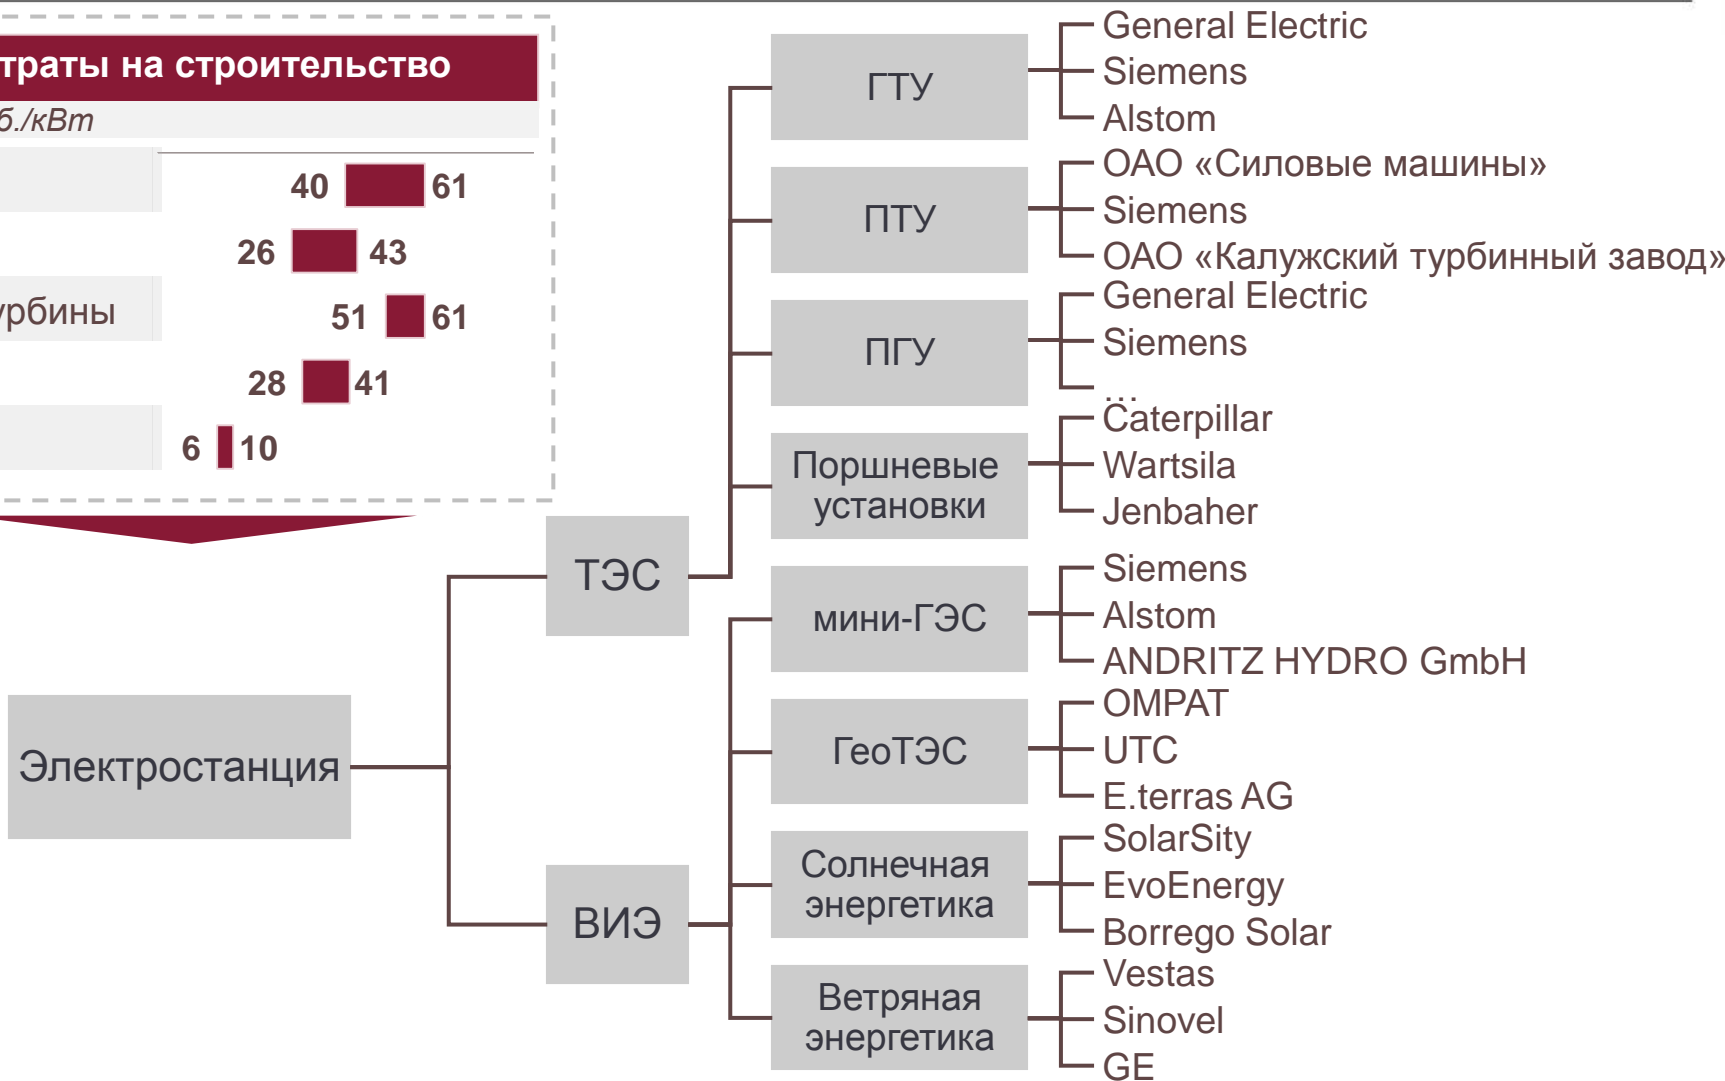 траты на строительство
б./кВт
40 61
26 43
урбины
51 61
28 41
6 10
Электростанция
ТЭС
ВИЭ
ГТУ
General Electric
Siemens
Alstom
ПТУ
ОАО «Силовые машины»
Siemens
ОАО «Калужский турбинный завод»
ПГУ
General Electric
Siemens
...
Поршневые
установки
Caterpillar
Wartsila
Jenbaher
мини-ГЭС
Siemens
Alstom
ANDRITZ HYDRO GmbH
ГеоТЭС
ОМРАТ
UTC
E.terras AG
Солнечная
энергетика
SolarSity
EvoEnergy
Borrego Solar
Ветряная
энергетика
Vestas
Sinovel
GE